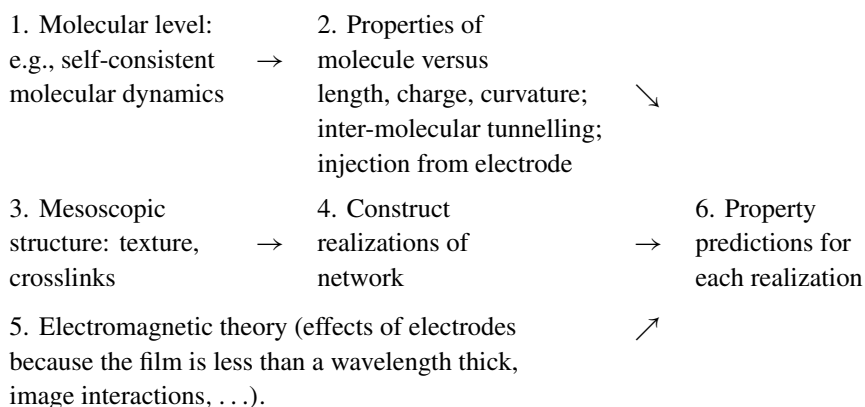 1. Molecular level:
e.g., self-consistent →
molecular dynamics
2. Properties of
molecule versus
length, charge, curvature; ↘
inter-molecular tunnelling;
injection from electrode
3. Mesoscopic
structure: texture, →
crosslinks
4. Construct
realizations of →
network
6. Property
predictions for
each realization
5. Electromagnetic theory (effects of electrodes ↗
because the film is less than a wavelength thick,
image interactions, . . .).